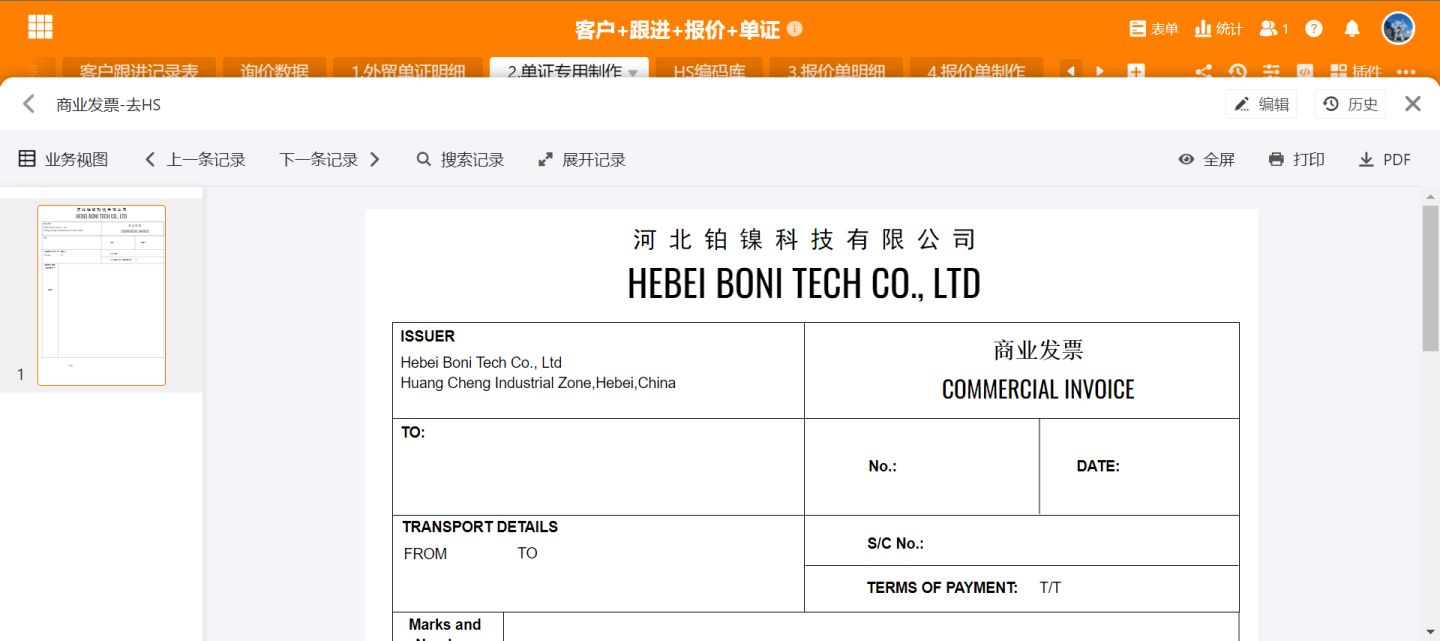 客户+跟进+报价+单证
表单
统计
1
客户跟进记录表
询价数据
1.外贸单证明细
2.单证专用制作
HS编码库
3.报价单明细
4.报价单制作
插件
商业发票-去HS
编辑
历史
业务视图
上一条记录
下一条记录
搜索记录
展开记录
全屏
打印
PDF
1
河北铂镍科技有限公司
HEBEI BONI TECH CO., LTD
ISSUER
Hebei Boni Tech Co., Ltd
Huang Cheng Industrial Zone,Hebei,China
商业发票
COMMERCIAL INVOICE
TO:
No.:
DATE:
TRANSPORT DETAILS
FROM TO
S/C No.:
TERMS OF PAYMENT: T/T
Marks and